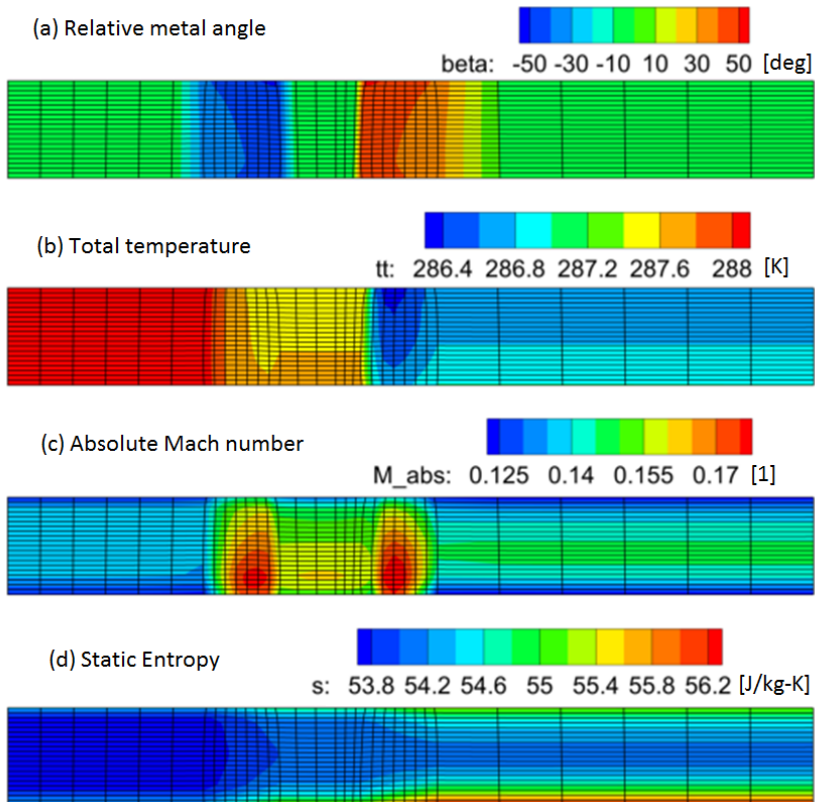 (a) Relative metal angle
beta: -50 -30 -10 10 30 50 [deg]
(b) Total temperature
tt: 286.4 286.8 287.2 287.6 288 [K]
(c) Absolute Mach number
M_abs: 0.125 0.14 0.155 0.17 [1]
(d) Static Entropy
s: 53.8 54.2 54.6 55 55.4 55.8 56.2 [J/kg-K]